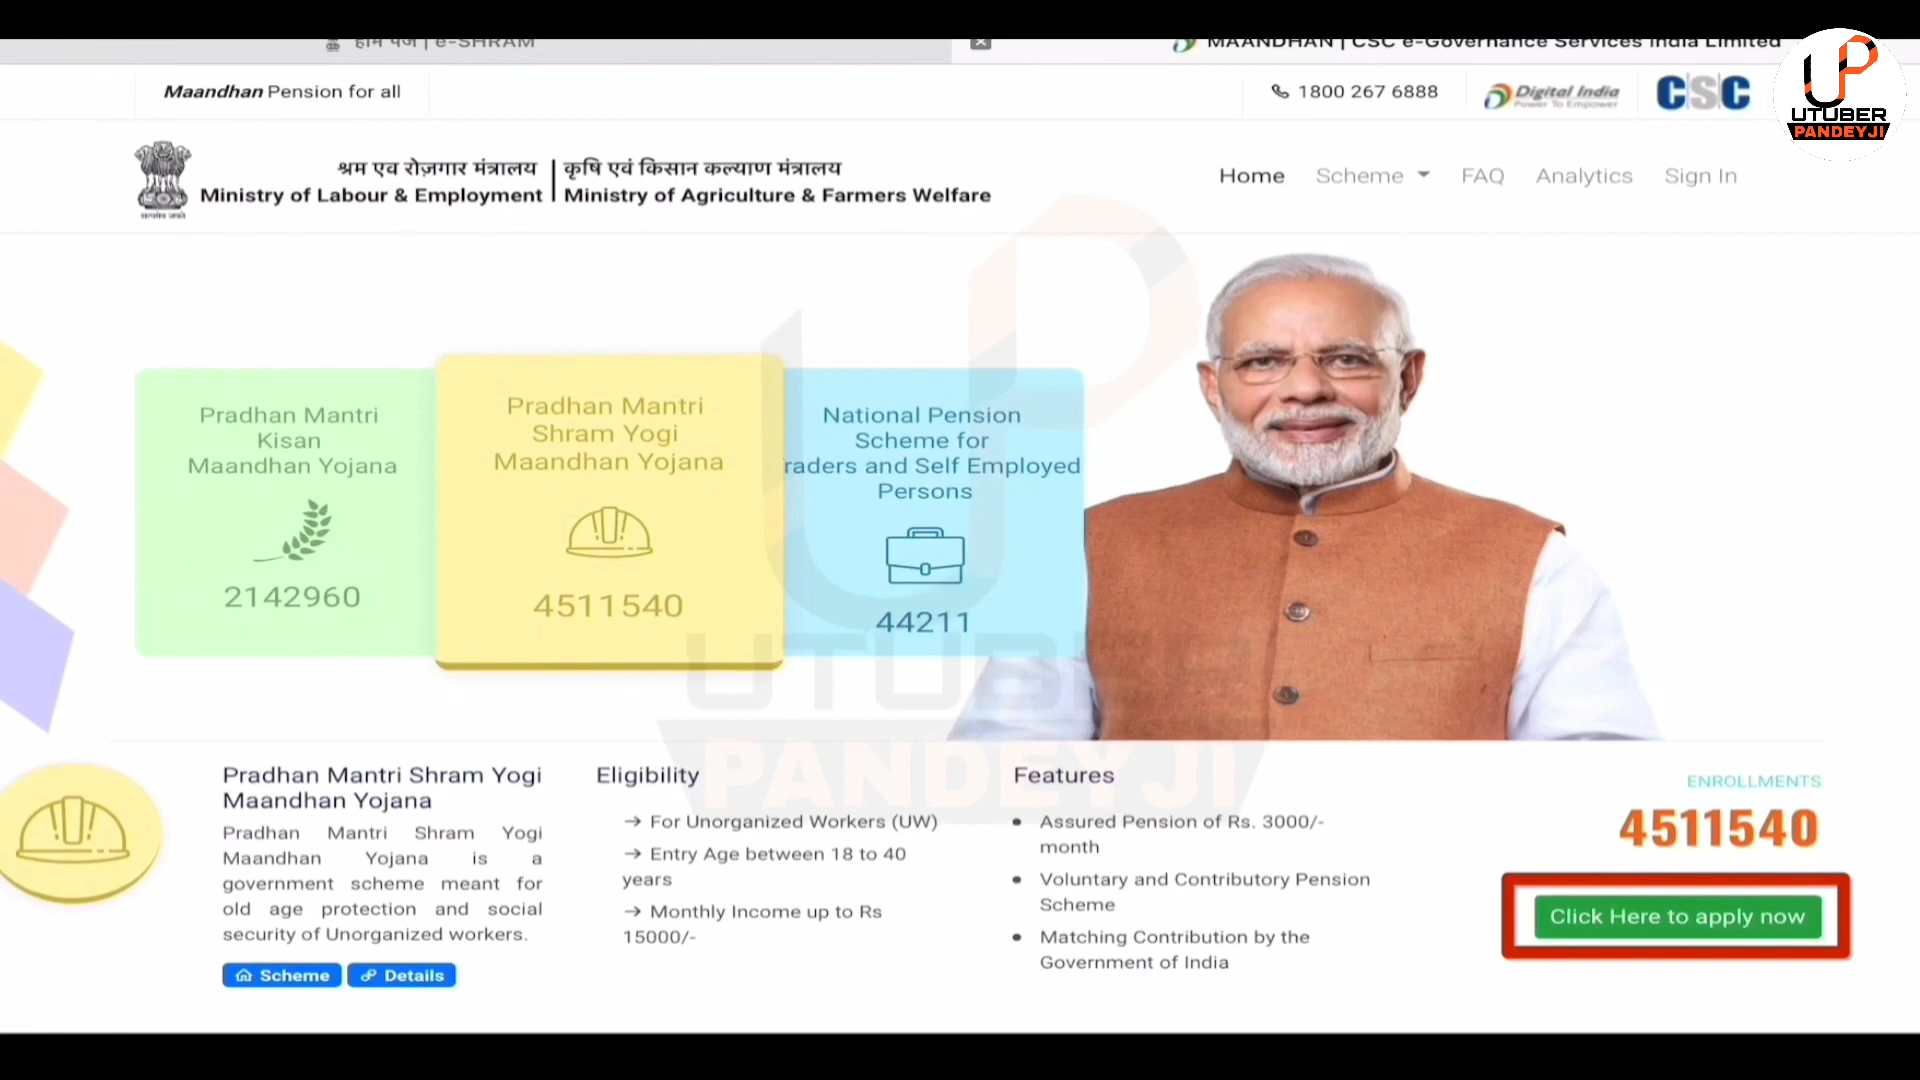 होम पेज | e-SHRAM
MAANDHAN | CSC e-Governance Services India Limited
Maandhan Pension for all
1800 267 6888
Digital India
Power To Empower
CSC
UP
UTUBER
PANDEYJI
श्रम एव रोज़गार मंत्रालय
Ministry of Labour & Employment
कृषि एवं किसान कल्याण मंत्रालय
Ministry of Agriculture & Farmers Welfare
Home
Scheme
FAQ
Analytics
Sign In
Pradhan Mantri
Kisan
Maandhan Yojana
2142960
Pradhan Mantri
Shram Yogi
Maandhan Yojana
4511540
National Pension
Scheme for
raders and Self Employed
Persons
44211
UTUBER
PANDEYJI
Pradhan Mantri Shram Yogi
Maandhan Yojana
Pradhan Mantri Shram Yogi
Maandhan Yojana is a
government scheme meant for
old age protection and social
security of Unorganized workers.
Scheme
Details
Eligibility
→ For Unorganized Workers (UW)
→ Entry Age between 18 to 40
years
→ Monthly Income up to Rs
15000/-
Features
• Assured Pension of Rs. 3000/-
month
• Voluntary and Contributory Pension
Scheme
• Matching Contribution by the
Government of India
ENROLLMENTS
4511540
Click Here to apply now